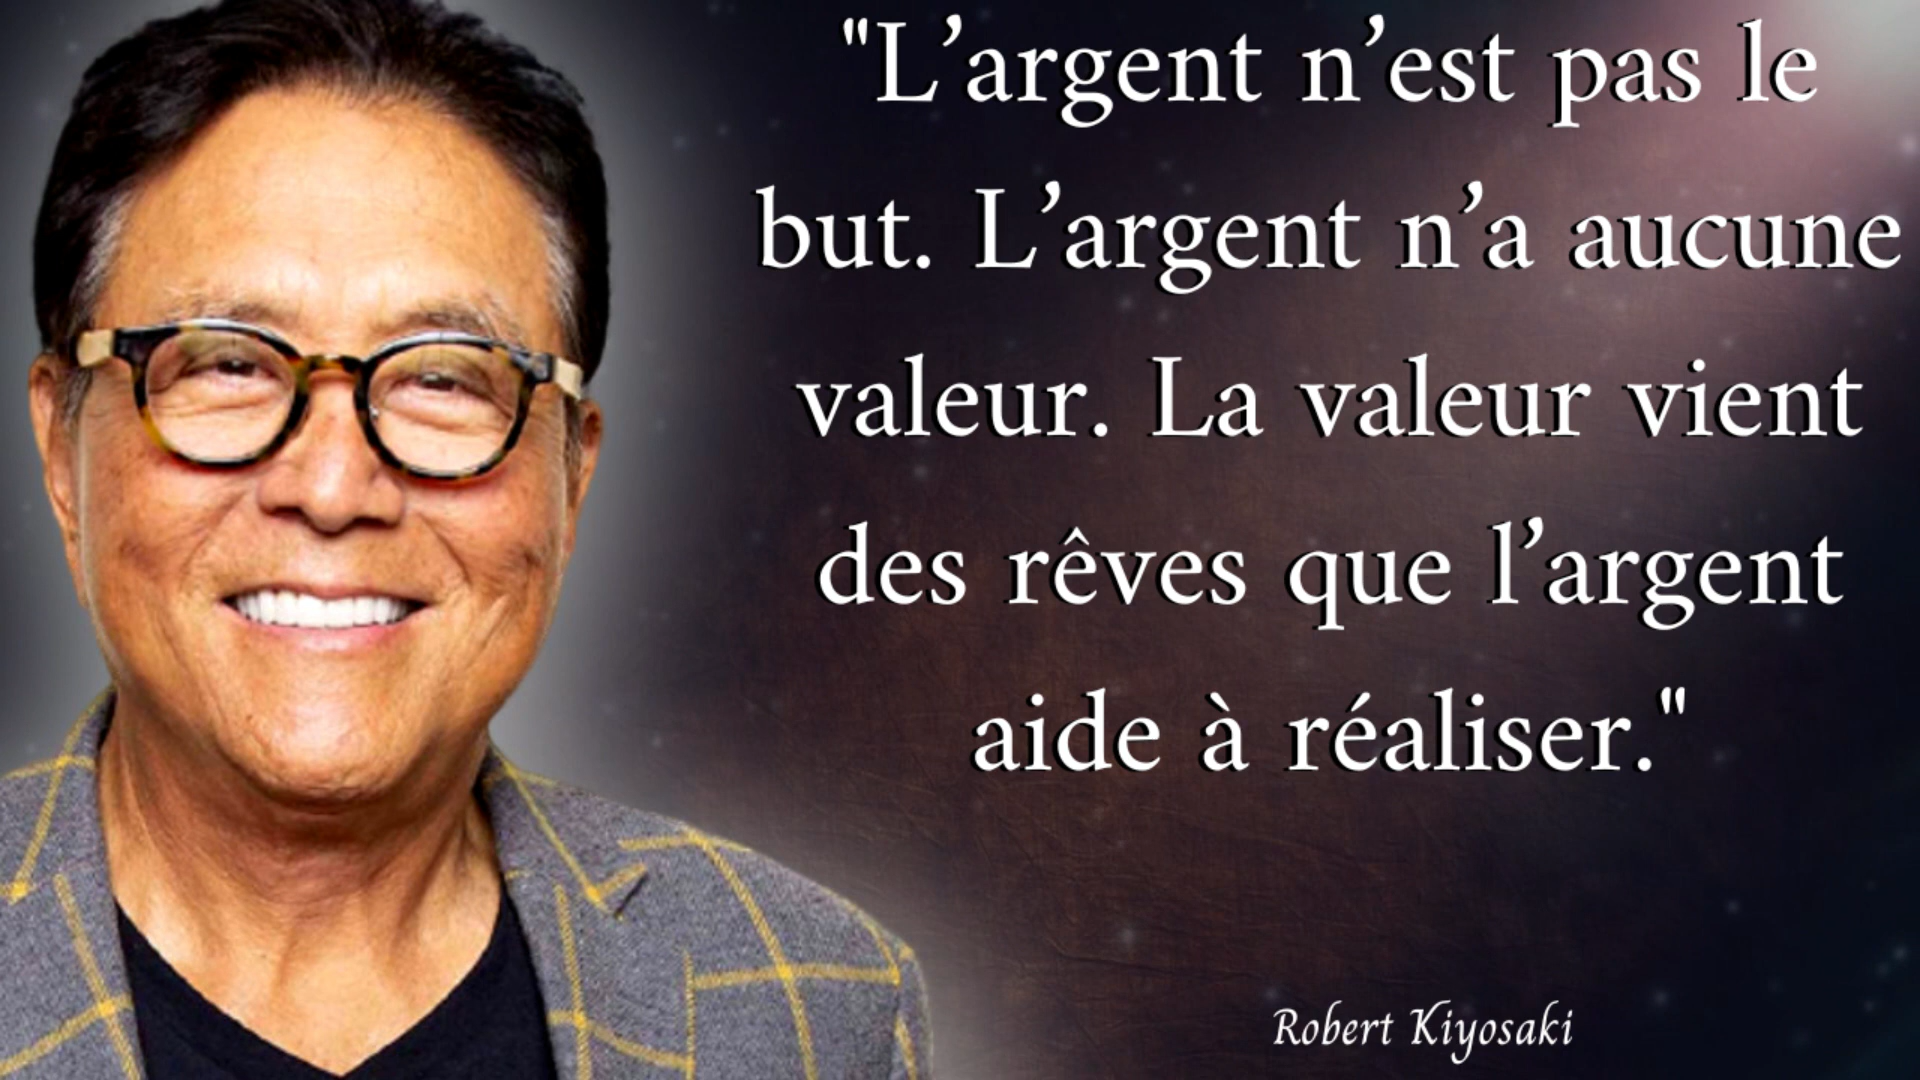 "L’argent n’est pas le
but. L’argent n’a aucune
valeur. La valeur vient
des rêves que l’argent
aide à réaliser."
Robert Kiyosaki